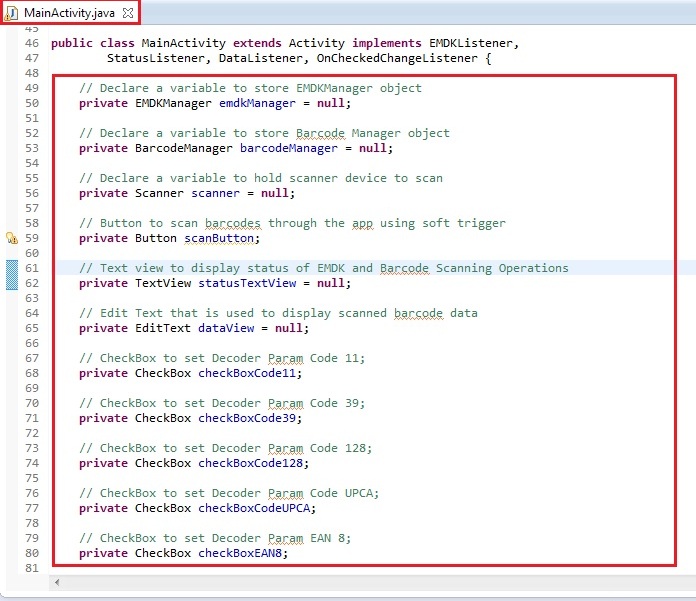 MainActivity.java
45
46 public class MainActivity extends Activity implements EMDKListener,
47         StatusListener, DataListener, OnCheckedChangeListener {
48
49     // Declare a variable to store EMDKManager object
50     private EMDKManager emdkManager = null;
51
52     // Declare a variable to store Barcode Manager object
53     private BarcodeManager barcodeManager = null;
54
55     // Declare a variable to hold scanner device to scan
56     private Scanner scanner = null;
57
58     // Button to scan barcodes through the app using soft trigger
59     private Button scanButton;
60
61     // Text view to display status of EMDK and Barcode Scanning Operations
62     private TextView statusTextView = null;
63
64     // Edit Text that is used to display scanned barcode data
65     private EditText dataView = null;
66
67     // CheckBox to set Decoder Param Code 11;
68     private CheckBox checkBoxCode11;
69
70     // CheckBox to set Decoder Param Code 39;
71     private CheckBox checkBoxCode39;
72
73     // CheckBox to set Decoder Param Code 128;
74     private CheckBox checkBoxCode128;
75
76     // CheckBox to set Decoder Param Code UPCA;
77     private CheckBox checkBoxCodeUPCA;
78
79     // CheckBox to set Decoder Param EAN 8;
80     private CheckBox checkBoxEAN8;
81